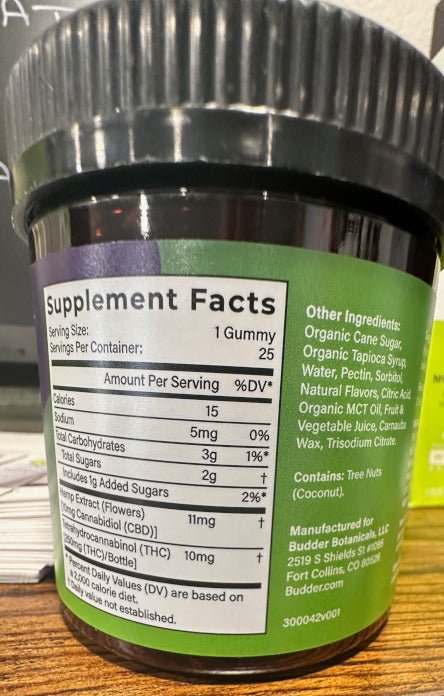 Supplement Facts
Serving Size: 1 Gummy
Servings Per Container: 25
Amount Per Serving %DV*
Calories 15
Sodium 5mg 0%
Total Carbohydrates 3g 1%*
Total Sugars 2g †
Includes 1g Added Sugars 2%*
Hemp Extract (Flowers) 11mg †
Cannabidiol (CBD)]
Tetrahydrocannabinol (THC) 10mg †
[250mg (THC)/Bottle]
* Percent Daily Values (DV) are based on
a 2,000 calorie diet.
† Daily value not established.
Other Ingredients:
Organic Cane Sugar,
Organic Tapioca Syrup,
Water, Pectin, Sorbitol,
Natural Flavors, Citric Acid,
Organic MCT Oil, Fruit &
Vegetable Juice, Carnauba
Wax, Trisodium Citrate.
Contains: Tree Nuts
(Coconut).
Manufactured for
Budder Botanicals, LLC
2519 S Shields St #1095
Fort Collins, CO 80526
Budder.com
300042v001